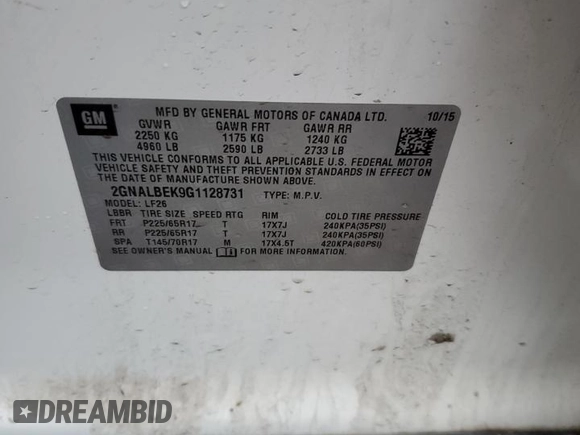 GM
MFD BY GENERAL MOTORS OF CANADA LTD. 10/15
GVWR GAWR FRT GAWR RR
2250 KG 1175 KG 1240 KG
4960 LB 2590 LB 2733 LB
THIS VEHICLE CONFORMS TO ALL APPLICABLE U.S. FEDERAL MOTOR
VEHICLE SAFETY AND THEFT PREVENTION STANDARDS IN EFFECT ON
THE DATE OF MANUFACTURE SHOWN ABOVE.
2GNALBEK9G1128731 TYPE: M.P.V.
MODEL: LF26
LBBR TIRE SIZE SPEED RTG RIM COLD TIRE PRESSURE
FRT P225/65R17 T 17X7J 240KPA(35PSI)
RR P225/65R17 T 17X7J 240KPA(35PSI)
SPA T145/70R17 M 17X4.5T 420KPA(60PSI)
SEE OWNER'S MANUAL FOR MORE INFORMATION.
DREAMBID